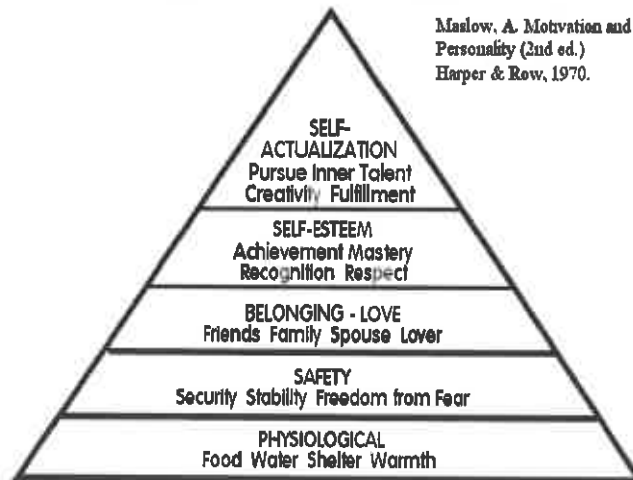 Maslow, A. Motivation and
Personality (2nd ed.)
Harper & Row, 1970.
SELF-
ACTUALIZATION
Pursue Inner Talent
Creativity Fulfillment
SELF-ESTEEM
Achievement Mastery
Recognition Respect
BELONGING - LOVE
Friends Family Spouse Lover
SAFETY
Security Stability Freedom from Fear
PHYSIOLOGICAL
Food Water Shelter Warmth